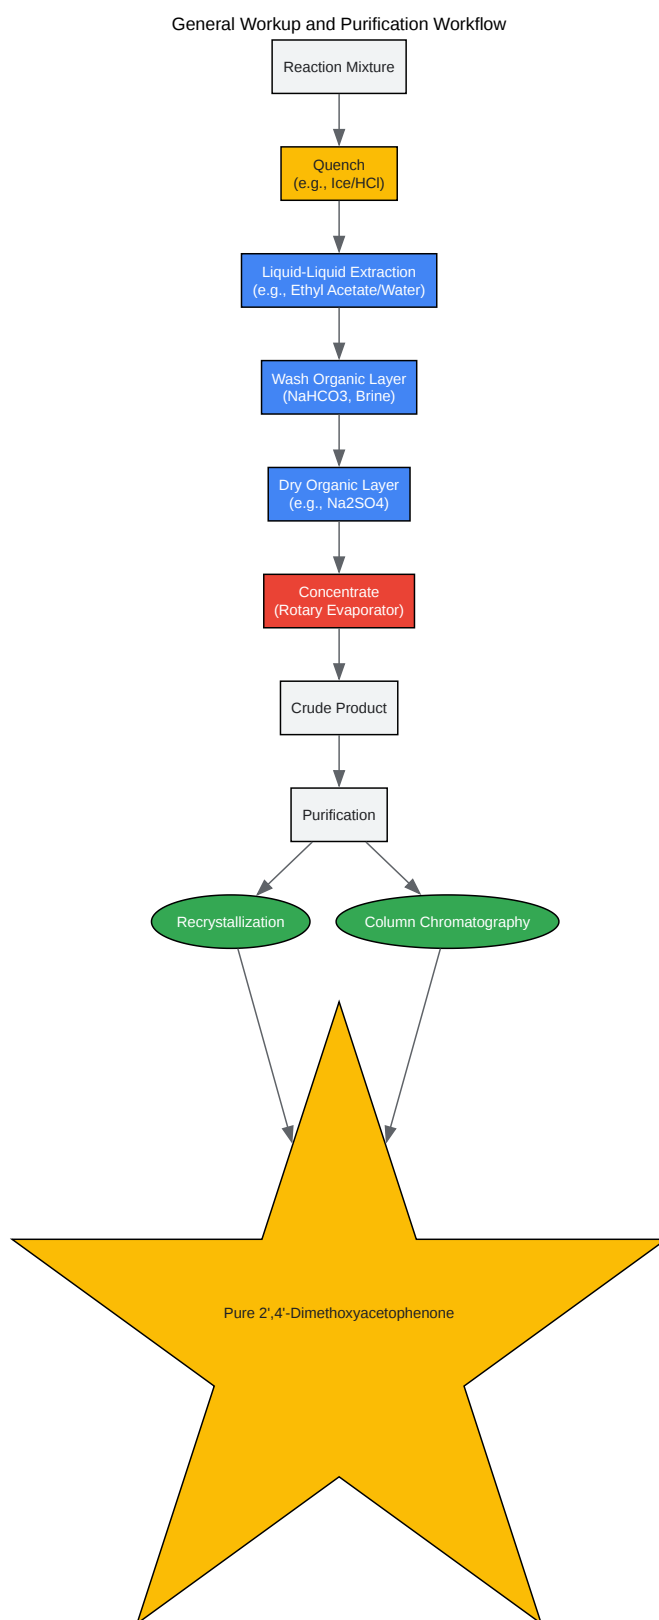 General Workup and Purification Workflow
Reaction Mixture
Quench
(e.g., Ice/HCl)
Liquid-Liquid Extraction
(e.g., Ethyl Acetate/Water)
Wash Organic Layer
(NaHCO3, Brine)
Dry Organic Layer
(e.g., Na2SO4)
Concentrate
(Rotary Evaporator)
Crude Product
Purification
Recrystallization
Column Chromatography
Pure 2',4'-Dimethoxyacetophenone